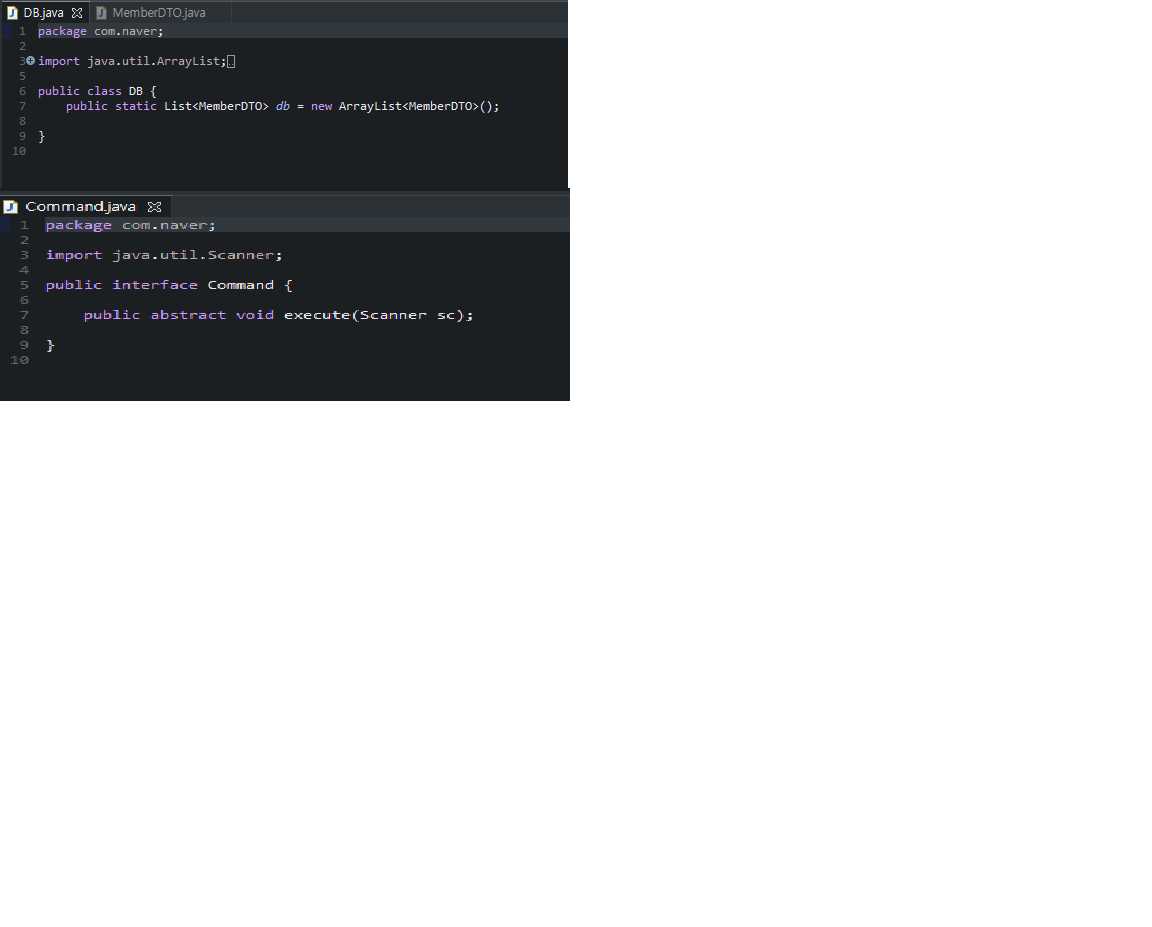 DB.java MemberDTO.java
1 package com.naver;
2
3 import java.util.ArrayList;
5
6 public class DB {
7 public static List<MemberDTO> db = new ArrayList<MemberDTO>();
8
9 }
10
Command.java
1 package com.naver;
2
3 import java.util.Scanner;
4
5 public interface Command {
6
7 public abstract void execute(Scanner sc);
8
9 }
10